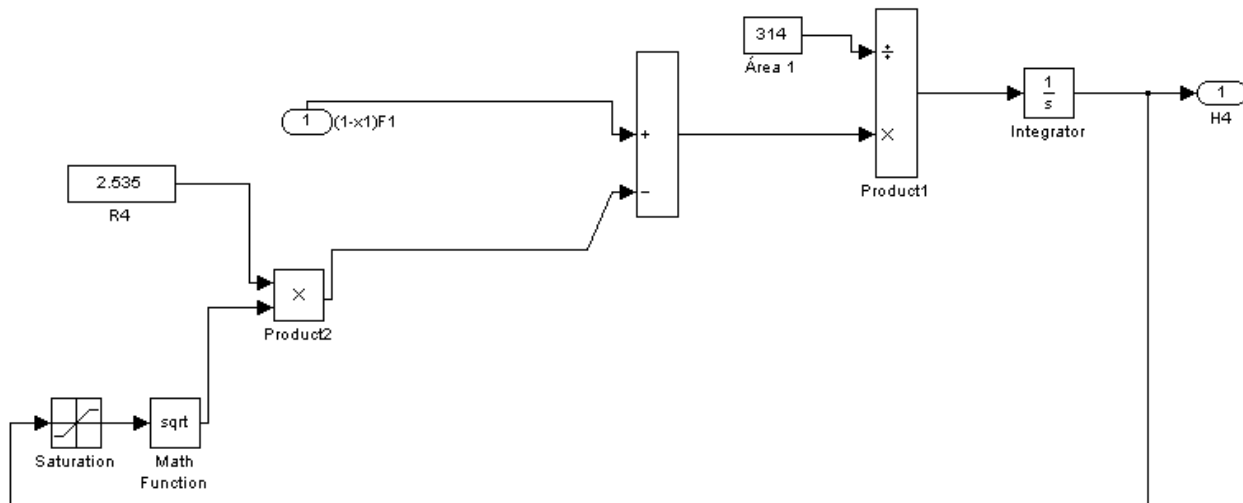 314
÷
Área 1
1
s
1
Integrator
H4
1
(1-x1)F1
+
×
Product1
−
2.535
R4
×
Product2
sqrt
Saturation
Math
Function